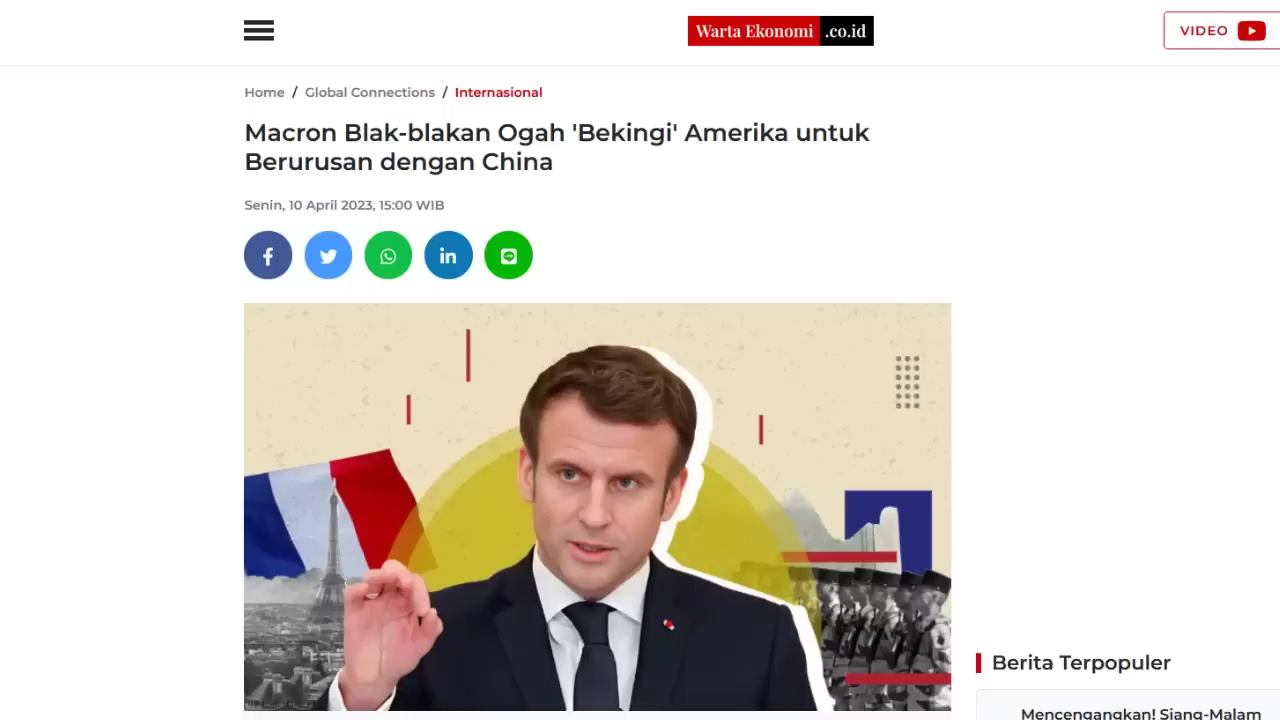 Warta Ekonomi .co.id
VIDEO
Home / Global Connections / Internasional
Macron Blak-blakan Ogah 'Bekingi' Amerika untuk
Berurusan dengan China
Senin, 10 April 2023, 15:00 WIB
Berita Terpopuler
Mencengangkan! Siang-Malam